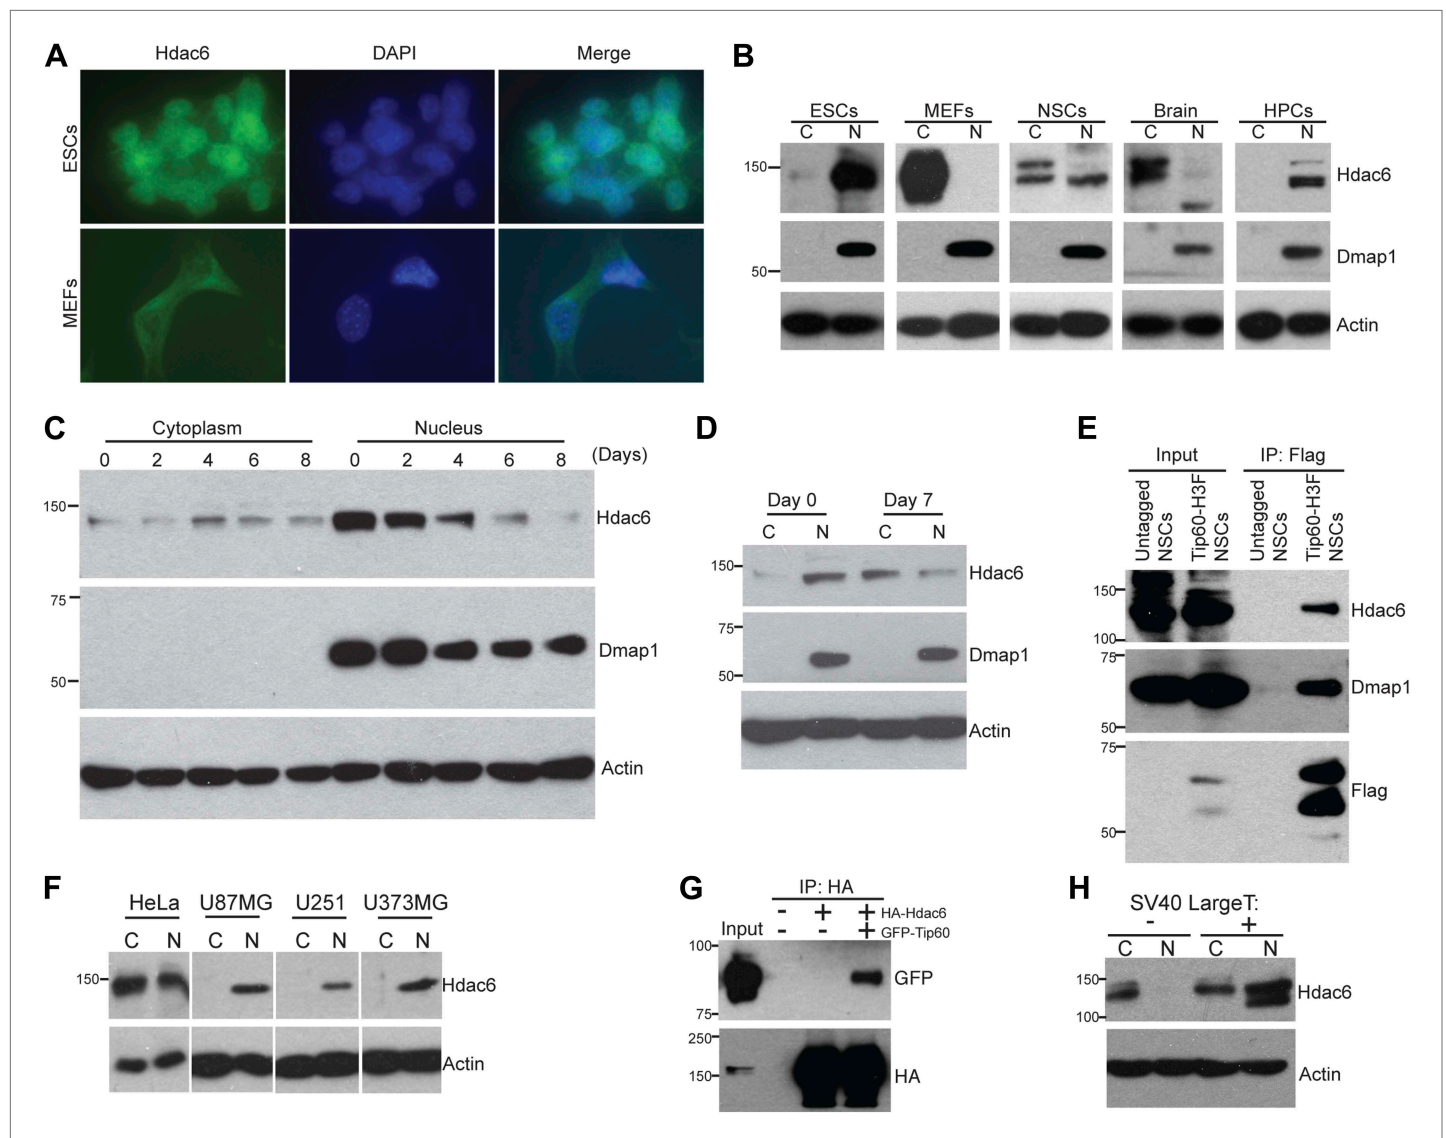 A
Hdac6 DAPI Merge
ESCs
MEFs
B
ESCs MEFs NSCs Brain HPCs
C N C N C N C N C N
150
Hdac6
Dmap1
50
Actin
C
Cytoplasm Nucleus
0 2 4 6 8 0 2 4 6 8 (Days)
150
Hdac6
75
Dmap1
50
Actin
D
Day 0 Day 7
C N C N
150
Hdac6
75
Dmap1
50
Actin
E
Input IP: Flag
Untagged NSCs
Tip60-H3F NSCs
Untagged NSCs
Tip60-H3F NSCs
150
Hdac6
100
75
Dmap1
50
75
Flag
50
F
HeLa U87MG U251 U373MG
C N C N C N C N
150
Hdac6
Actin
G
IP: HA
- + + HA-Hdac6
Input - - + GFP-Tip60
100
GFP
75
250
150
HA
H
SV40 LargeT:
- +
C N C N
150
Hdac6
100
Actin